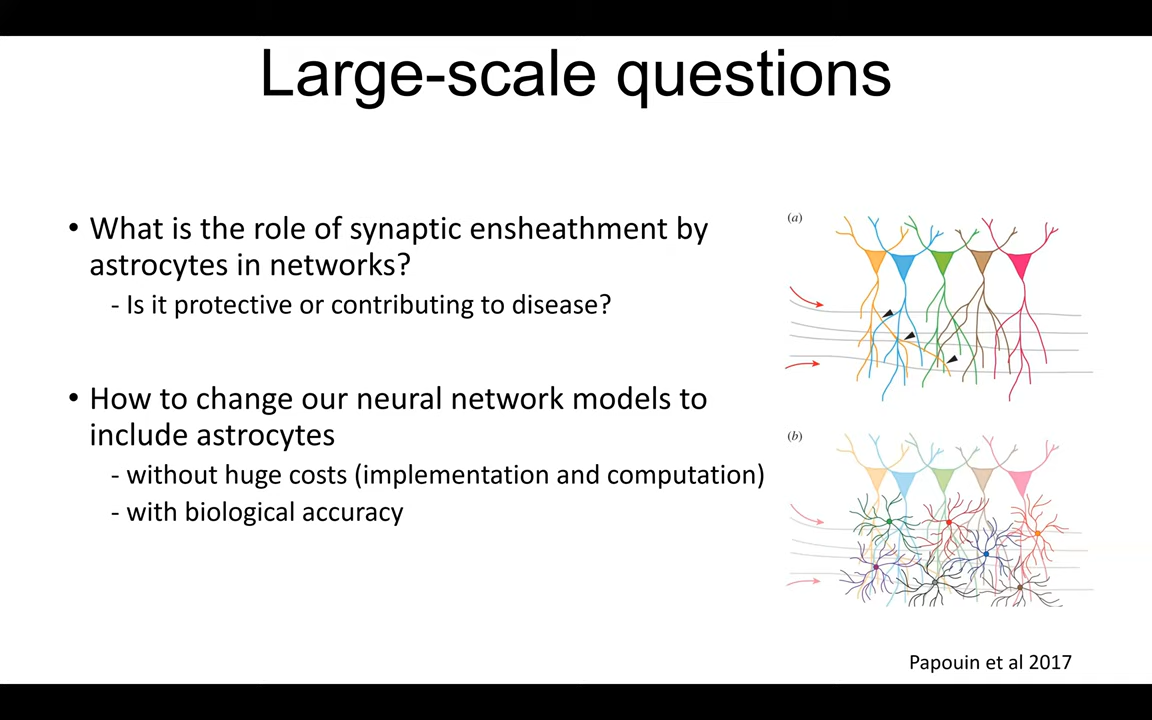 Large-scale questions
• What is the role of synaptic ensheathment by
astrocytes in networks?
- Is it protective or contributing to disease?
• How to change our neural network models to
include astrocytes
- without huge costs (implementation and computation)
- with biological accuracy
(a)
(b)
Papouin et al 2017